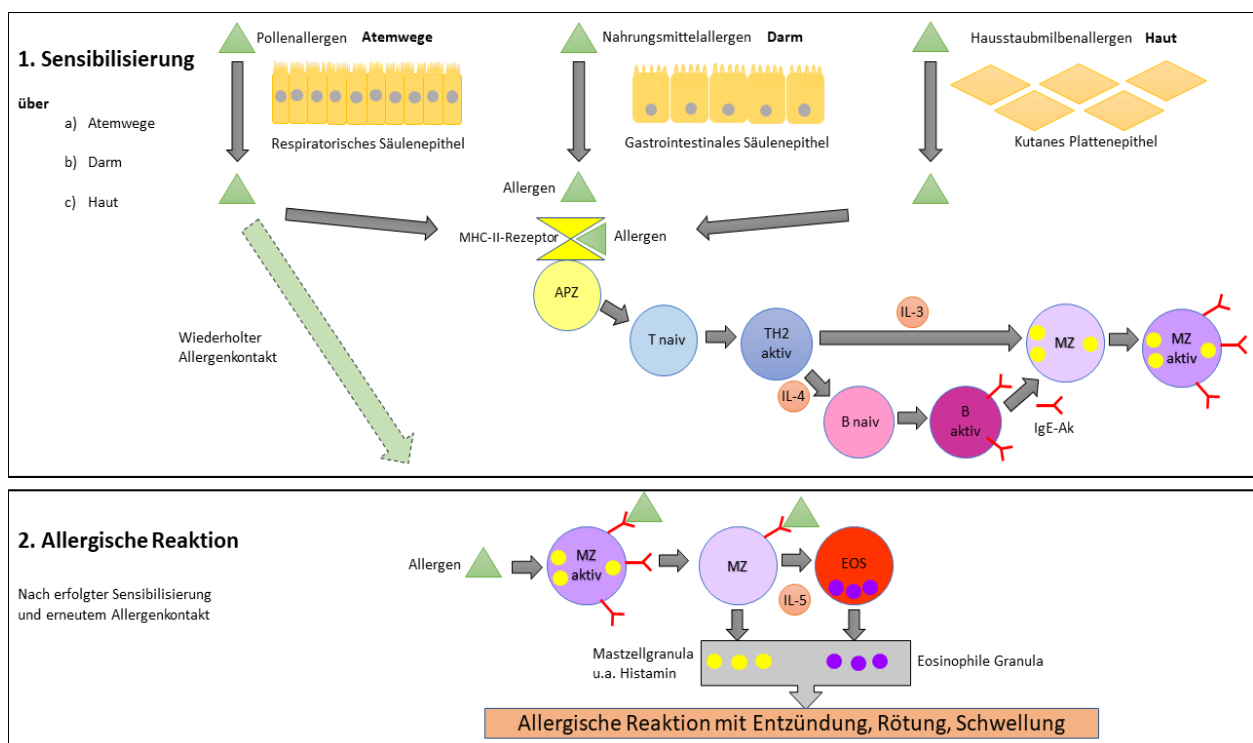 1. Sensibilisierung
über
a) Atemwege
b) Darm
c) Haut
Pollenallergen Atemwege
Respiratorisches Säulenepithel
Nahrungsmittelallergen Darm
Gastrointestinales Säulenepithel
Hausstaubmilbenallergen Haut
Kutanes Plattenepithel
Allergen
MHC-II-Rezeptor
Allergen
APZ
Wiederholter
Allergenkontakt
T naiv
TH2
aktiv
IL-3
IL-4
B naiv
B
aktiv
IgE-Ak
MZ
MZ
aktiv
2. Allergische Reaktion
Nach erfolgter Sensibilisierung
und erneutem Allergenkontakt
Allergen
MZ
aktiv
MZ
IL-5
EOS
Mastzellgranula
u.a. Histamin
Eosinophile Granula
Allergische Reaktion mit Entzündung, Rötung, Schwellung